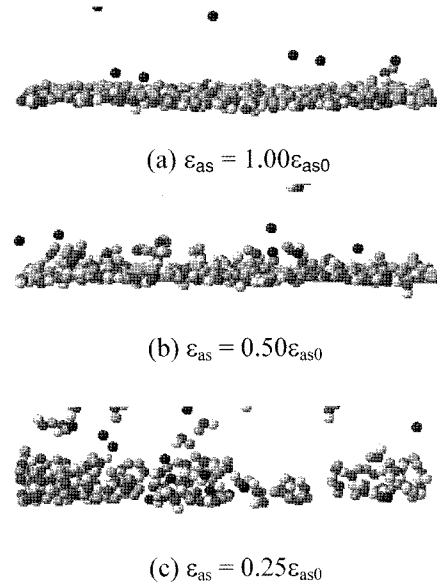 (a) εas = 1.00εas0
(b) εas = 0.50εas0
(c) εas = 0.25εas0